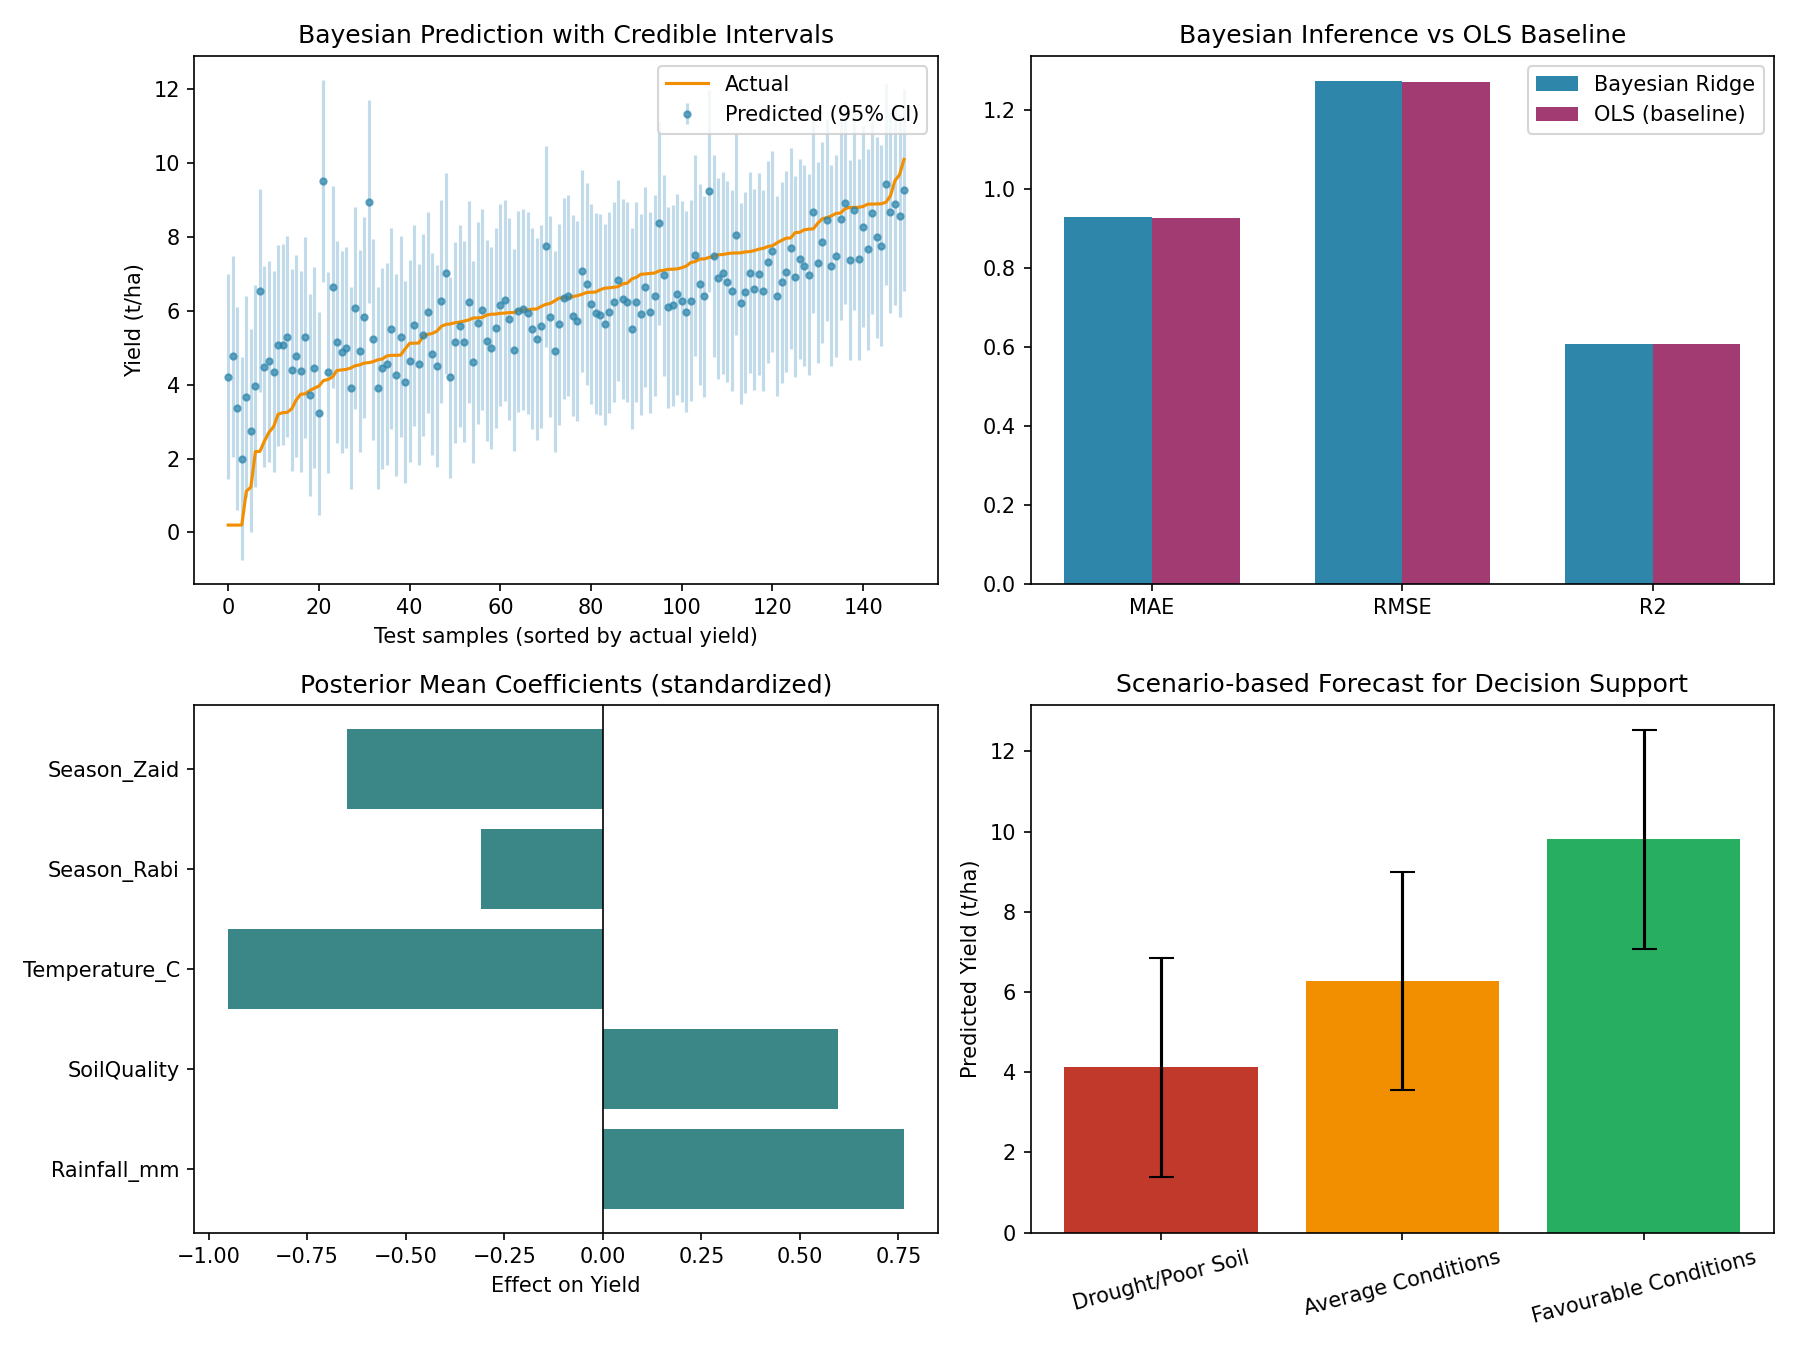 Bayesian Prediction with Credible Intervals
12
10
8
6
4
2
0
Yield (t/ha)
Actual
Predicted (95% CI)
0 20 40 60 80 100 120 140
Test samples (sorted by actual yield)
Bayesian Inference vs OLS Baseline
1.2
1.0
0.8
0.6
0.4
0.2
0.0
Bayesian Ridge
OLS (baseline)
MAE RMSE R2
Posterior Mean Coefficients (standardized)
Season_Zaid
Season_Rabi
Temperature_C
SoilQuality
Rainfall_mm
−1.00 −0.75 −0.50 −0.25 0.00 0.25 0.50 0.75
Effect on Yield
Scenario-based Forecast for Decision Support
12
10
8
6
4
2
0
Predicted Yield (t/ha)
Drought/Poor Soil
Average Conditions
Favourable Conditions